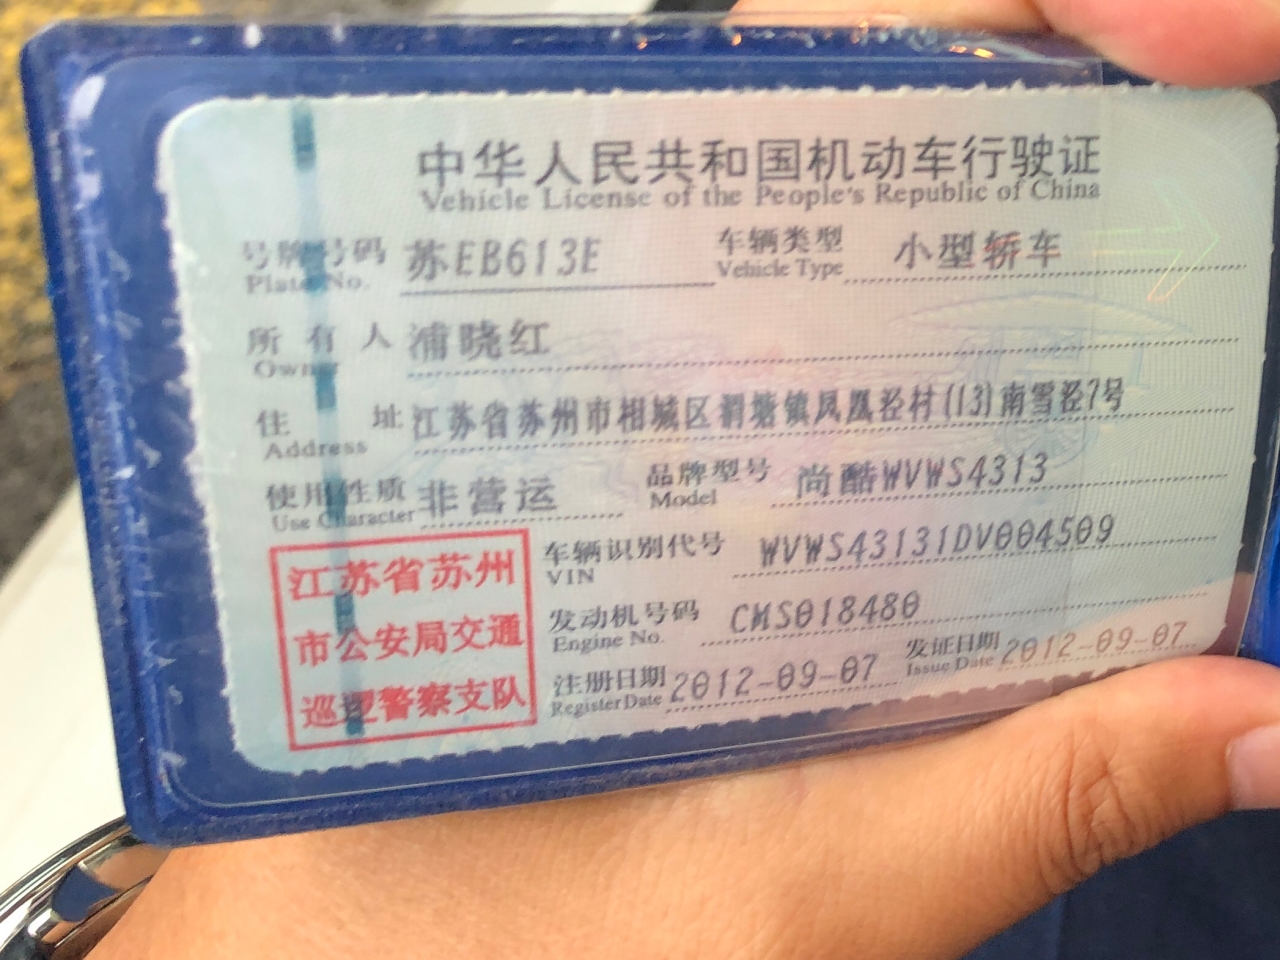 中华人民共和国机动车行驶证
Vehicle License of the People's Republic of China
号牌号码 苏EB613E 车辆类型 小型轿车
Plate No. Vehicle Type
所有人 浦晓红
Owner
住址 江苏省苏州市相城区渭塘镇凤凰泾村(13)南雪泾7号
Address
使用性质 非营运 品牌型号 尚酷WVWS4313
Use Character Model
车辆识别代号 WVWS43131DV004509
VIN
发动机号码 CMS018480
Engine No.
注册日期 2012-09-07 发证日期 2012-09-07
Register Date Issue Date
江苏省苏州
市公安局交通
巡逻警察支队